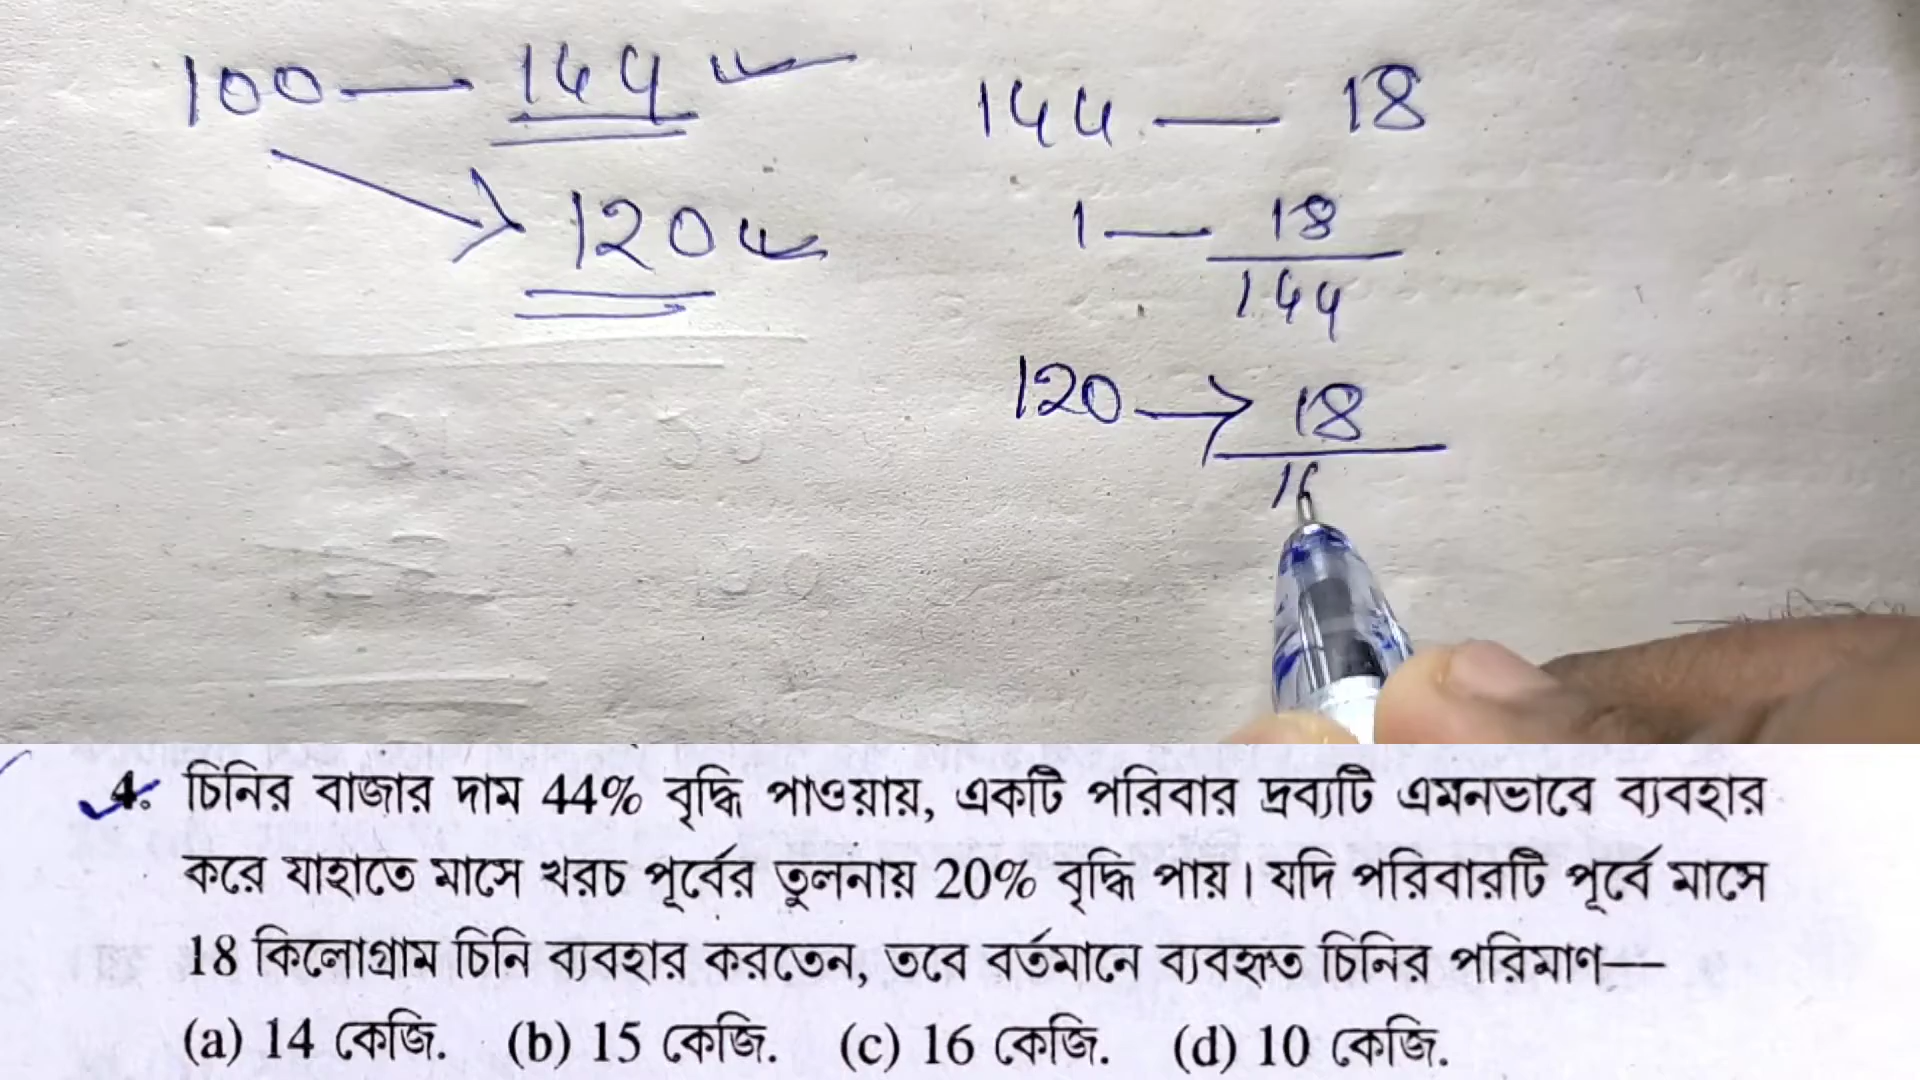 100 — 144
120
144 — 18
1 — 18
144
120 → 18
1
4. চিনির বাজার দাম 44% বৃদ্ধি পাওয়ায়, একটি পরিবার দ্রব্যটি এমনভাবে ব্যবহার
করে যাহাতে মাসে খরচ পূর্বের তুলনায় 20% বৃদ্ধি পায়। যদি পরিবারটি পূর্বে মাসে
18 কিলোগ্রাম চিনি ব্যবহার করতেন, তবে বর্তমানে ব্যবহৃত চিনির পরিমাণ—
(a) 14 কেজি. (b) 15 কেজি. (c) 16 কেজি. (d) 10 কেজি.